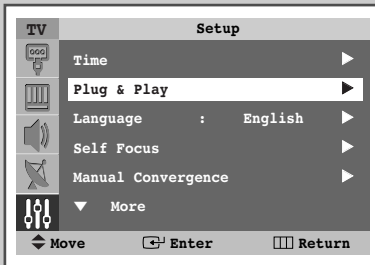 TV Setup
Time
Plug & Play
Language : English
Self Focus
Manual Convergence
▼ More
Move Enter Return